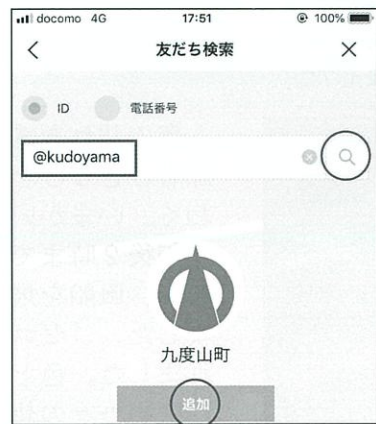 docomo 4G 17:51 100%
友だち検索
ID 電話番号
@kudoyama
九度山町
追加